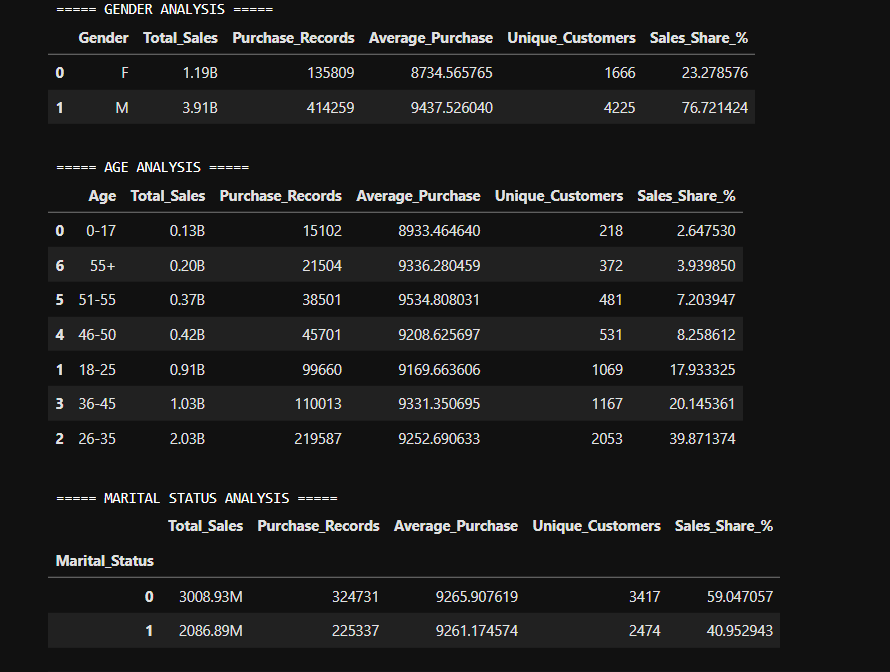 ===== GENDER ANALYSIS =====
Gender Total_Sales Purchase_Records Average_Purchase Unique_Customers Sales_Share_%
0 F 1.19B 135809 8734.565765 1666 23.278576
1 M 3.91B 414259 9437.526040 4225 76.721424
===== AGE ANALYSIS =====
Age Total_Sales Purchase_Records Average_Purchase Unique_Customers Sales_Share_%
0 0-17 0.13B 15102 8933.464640 218 2.647530
6 55+ 0.20B 21504 9336.280459 372 3.939850
5 51-55 0.37B 38501 9534.808031 481 7.203947
4 46-50 0.42B 45701 9208.625697 531 8.258612
1 18-25 0.91B 99660 9169.663606 1069 17.933325
3 36-45 1.03B 110013 9331.350695 1167 20.145361
2 26-35 2.03B 219587 9252.690633 2053 39.871374
===== MARITAL STATUS ANALYSIS =====
Total_Sales Purchase_Records Average_Purchase Unique_Customers Sales_Share_%
Marital_Status
0 3008.93M 324731 9265.907619 3417 59.047057
1 2086.89M 225337 9261.174574 2474 40.952943